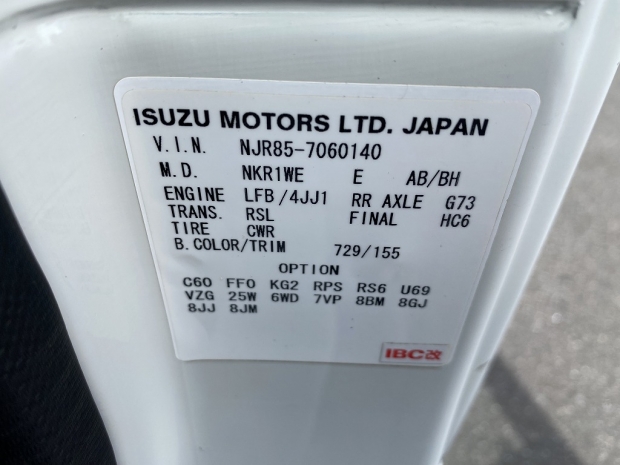 ISUZU MOTORS LTD. JAPAN
V.I.N. NJR85-7060140
M.D. NKR1WE E AB/BH
ENGINE LFB/4JJ1 RR AXLE G73
TRANS. RSL FINAL HC6
TIRE CWR
B.COLOR/TRIM 729/155
OPTION
C60 FF0 KG2 RPS RS6 U69
VZG 25W 6WD 7VP 8BM 8GJ
8JJ 8JM
IBC改